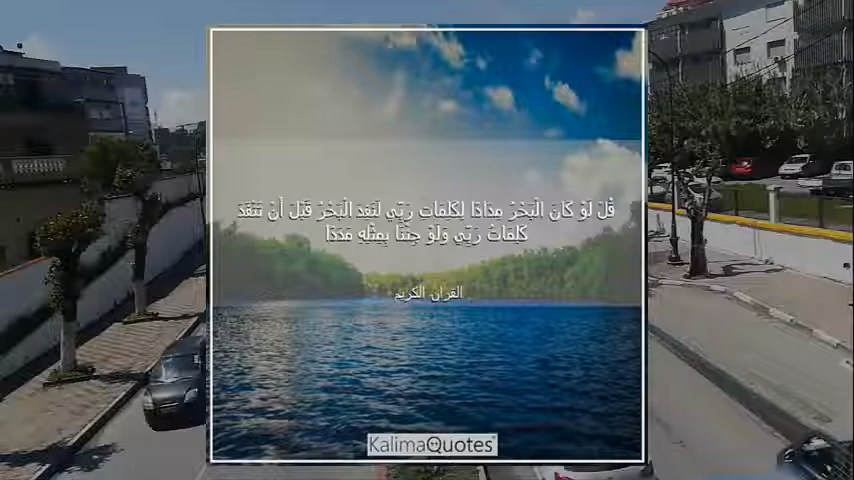 قُلْ لَوْ كَانَ الْبَحْرُ مِدَادًا لِكَلِمَاتِ رَبِّي لَنَفِدَ الْبَحْرُ قَبْلَ أَنْ تَنْفَدَ
كَلِمَاتُ رَبِّي وَلَوْ جِئْنَا بِمِثْلِهِ مَدَدًا
القرآن الكريم
KalimaQuotes